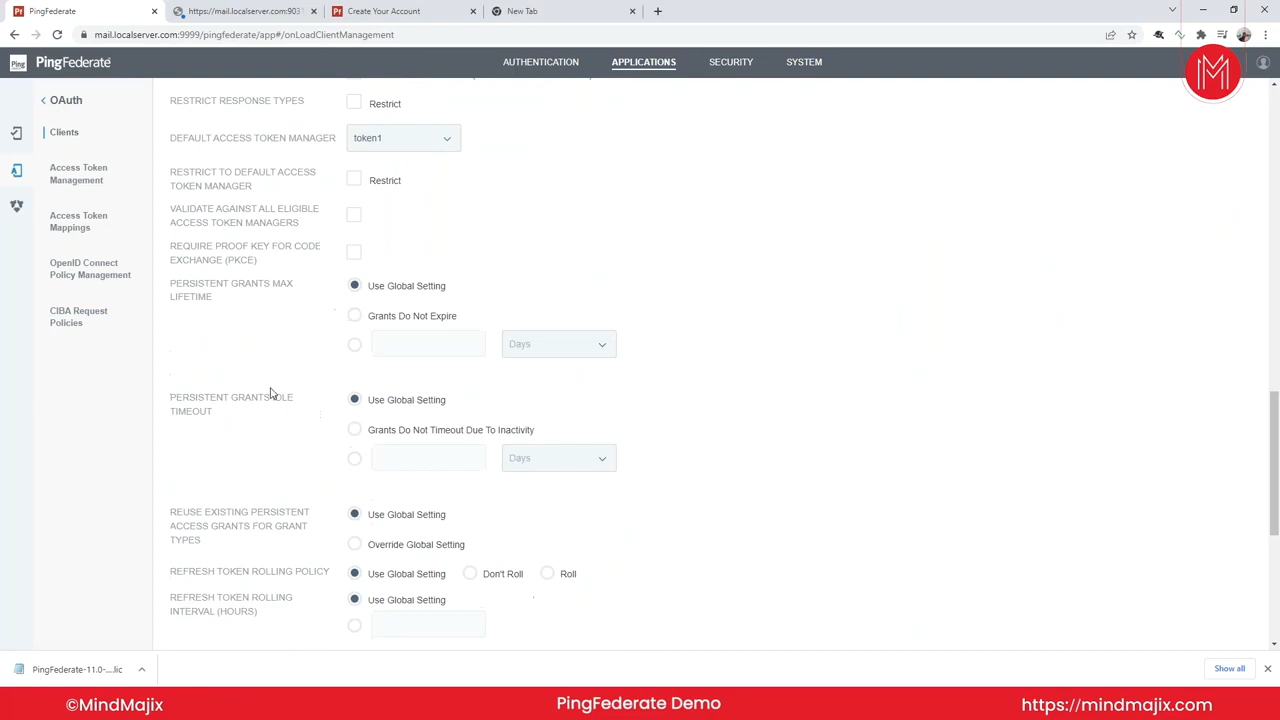 PingFederate
https://mail.localserver.com:9031
Create Your Account
New Tab
mail.localserver.com:9999/pingfederate/app#/onLoadClientManagement
Ping
PingFederate
AUTHENTICATION
APPLICATIONS
SECURITY
SYSTEM
M
OAuth
Clients
Access Token
Management
Access Token
Mappings
OpenID Connect
Policy Management
CIBA Request
Policies
RESTRICT RESPONSE TYPES
Restrict
DEFAULT ACCESS TOKEN MANAGER
token1
RESTRICT TO DEFAULT ACCESS
TOKEN MANAGER
Restrict
VALIDATE AGAINST ALL ELIGIBLE
ACCESS TOKEN MANAGERS
REQUIRE PROOF KEY FOR CODE
EXCHANGE (PKCE)
PERSISTENT GRANTS MAX
LIFETIME
Use Global Setting
Grants Do Not Expire
Days
PERSISTENT GRANTS IDLE
TIMEOUT
Use Global Setting
Grants Do Not Timeout Due To Inactivity
Days
REUSE EXISTING PERSISTENT
ACCESS GRANTS FOR GRANT
TYPES
Use Global Setting
Override Global Setting
REFRESH TOKEN ROLLING POLICY
Use Global Setting
Don't Roll
Roll
REFRESH TOKEN ROLLING
INTERVAL (HOURS)
Use Global Setting
PingFederate-11.0-....lic
Show all
©MindMajix
PingFederate Demo
https://mindmajix.com